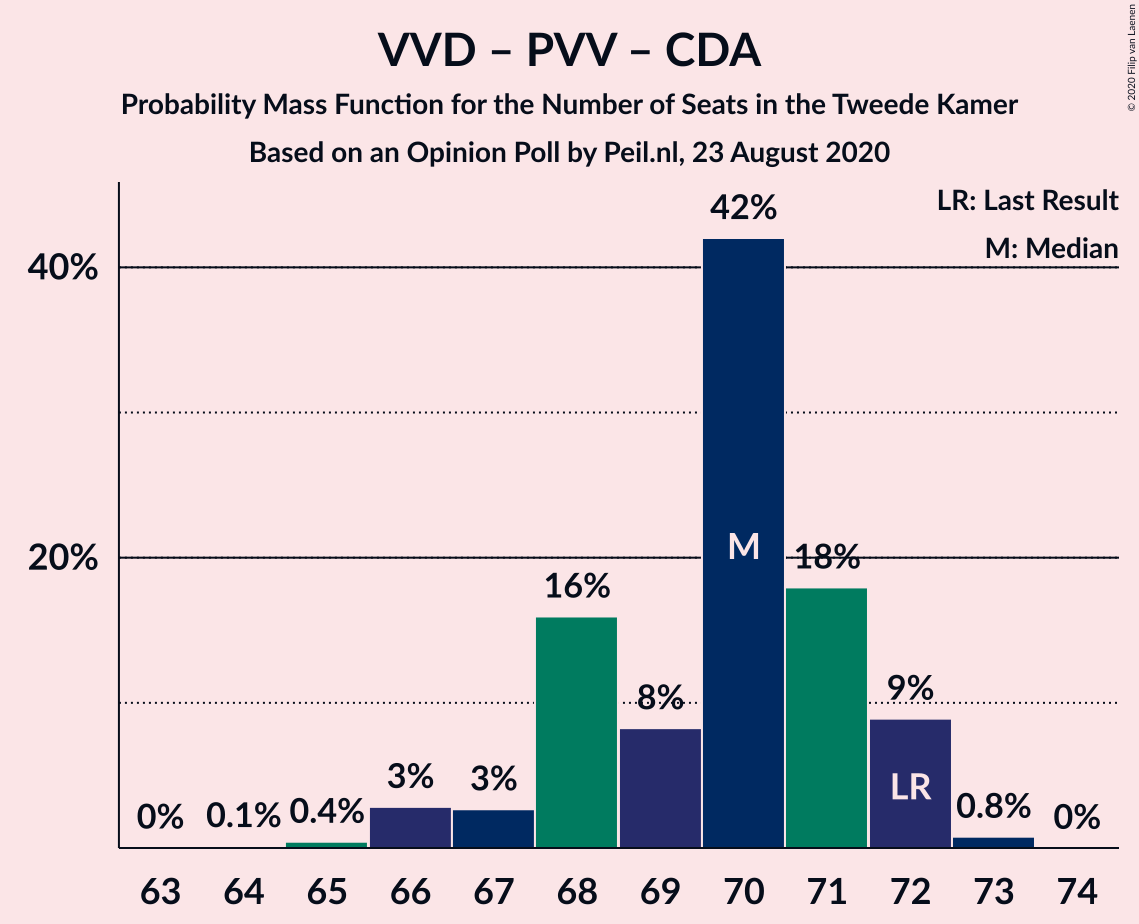 VVD – PVV – CDA
Probability Mass Function for the Number of Seats in the Tweede Kamer
Based on an Opinion Poll by Peil.nl, 23 August 2020
© 2020 Filip van Laenen
LR: Last Result
M: Median
40%
20%
0%
0.1%
0.4%
3%
3%
16%
8%
42%
M
18%
9%
LR
0.8%
0%
63 64 65 66 67 68 69 70 71 72 73 74